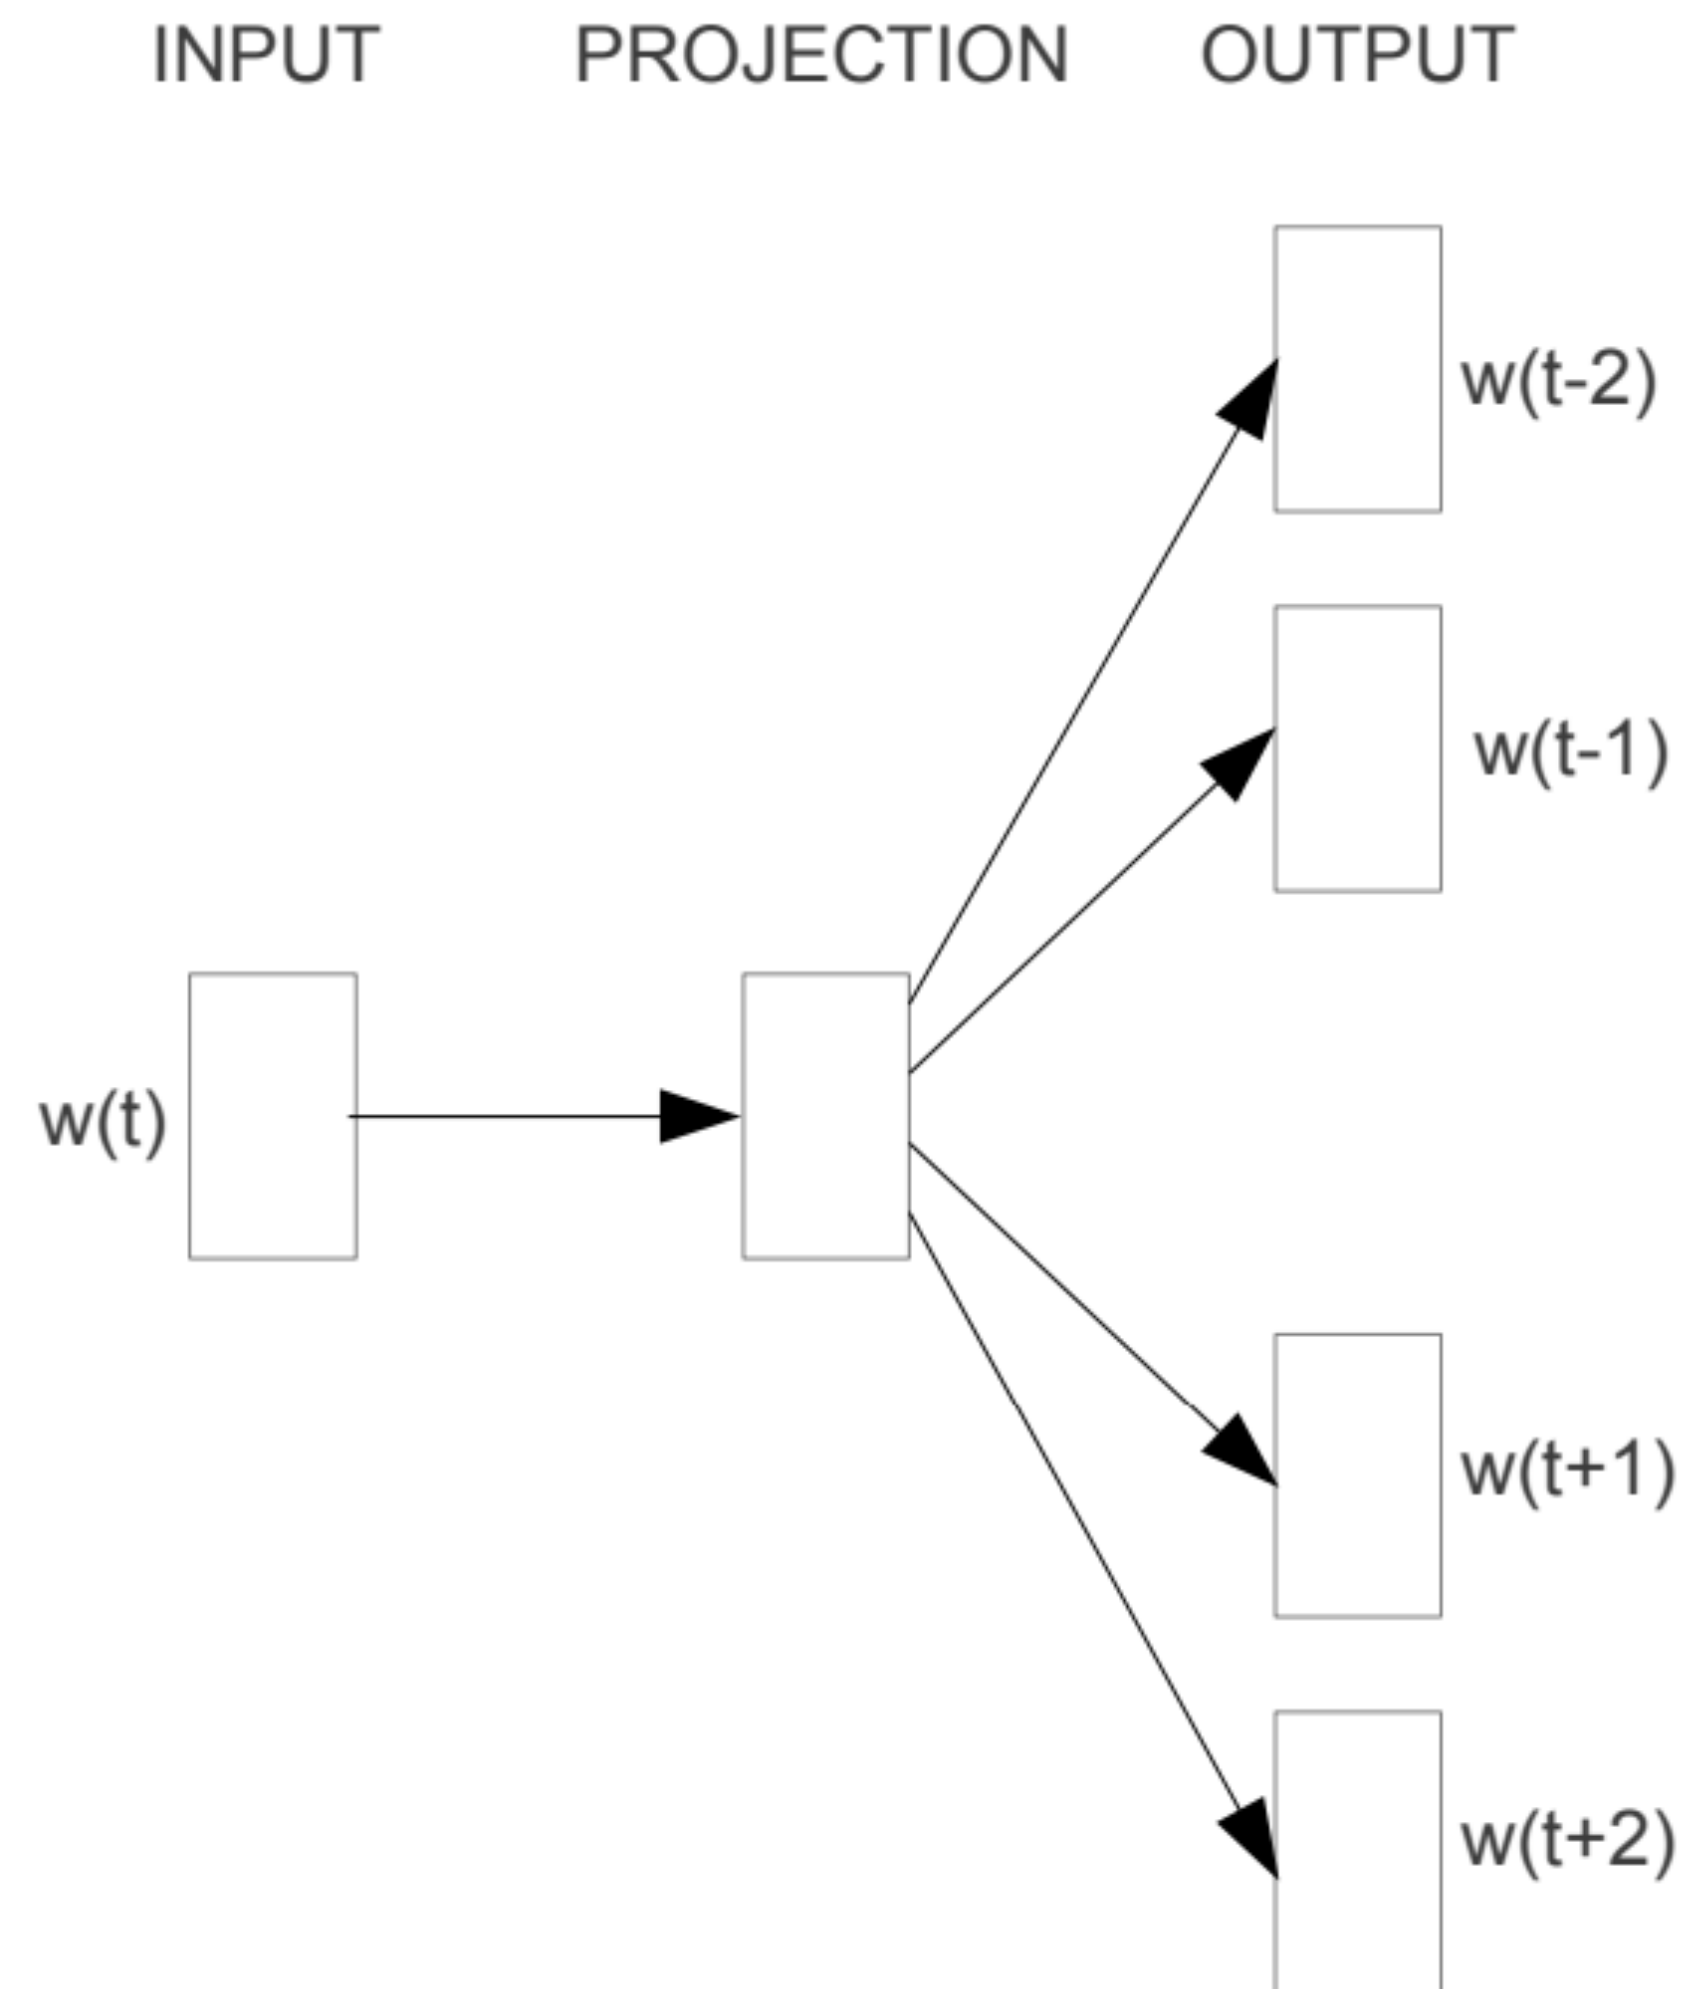 INPUT PROJECTION OUTPUT
w(t-2)
w(t-1)
w(t)
w(t+1)
w(t+2)